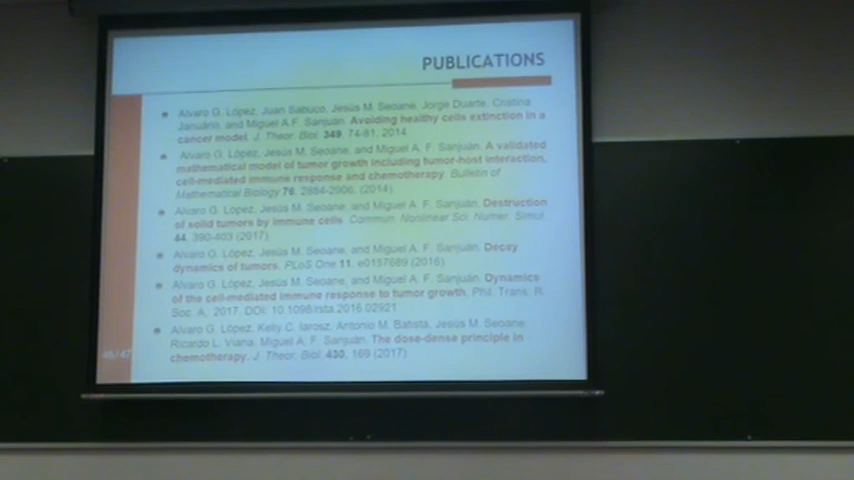 PUBLICATIONS
Alvaro G. López, Juan Sabuco, Jesús M. Seoane, Jorge Duarte, Cristina
Januário, and Miguel A.F. Sanjuán. Avoiding healthy cells extinction in a
cancer model. J. Theor. Biol. 349, 74-81, 2014.
Alvaro G. López, Jesús M. Seoane, and Miguel A. F. Sanjuán. A validated
mathematical model of tumor growth including tumor-host interaction,
cell-mediated immune response and chemotherapy. Bulletin of
Mathematical Biology 76, 2884-2906, (2014).
Alvaro G. López, Jesús M. Seoane, and Miguel A. F. Sanjuán. Destruction
of solid tumors by immune cells. Commun. Nonlinear Sci. Numer. Simul.
44, 390-403 (2017).
Alvaro G. López, Jesús M. Seoane, and Miguel A. F. Sanjuán. Decay
dynamics of tumors. PLoS One 11, e0157689 (2016).
Alvaro G. López, Jesús M. Seoane, and Miguel A. F. Sanjuán. Dynamics
of the cell-mediated immune response to tumor growth. Phil. Trans. R.
Soc. A, 2017. DOI: 10.1098/rsta.2016.02921
Alvaro G. López, Kelly C. Iarosz, Antonio M. Batista, Jesús M. Seoane,
Ricardo L. Viana, Miguel A. F. Sanjuán. The dose-dense principle in
chemotherapy. J. Theor. Biol. 430, 169 (2017)
46/47